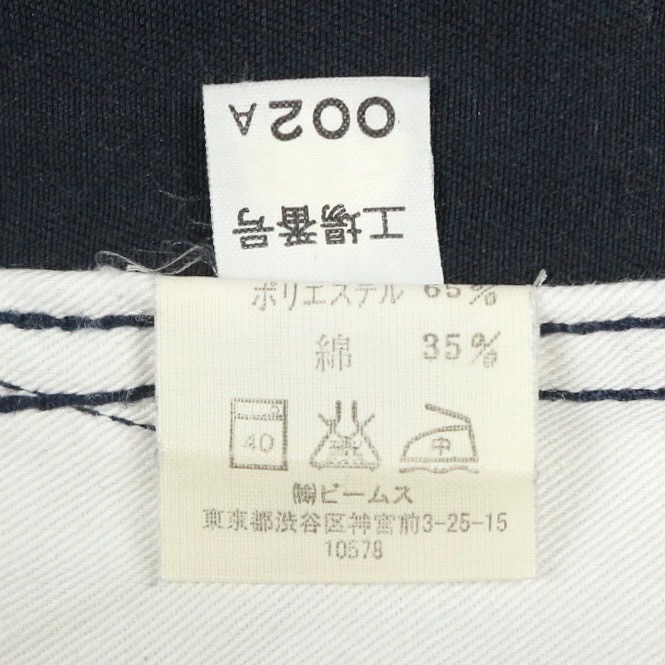 工場番号
002A
ポリエステル 65%
綿 35%
40
中
㈱ビームス
東京都渋谷区神宮前3-25-15
10578